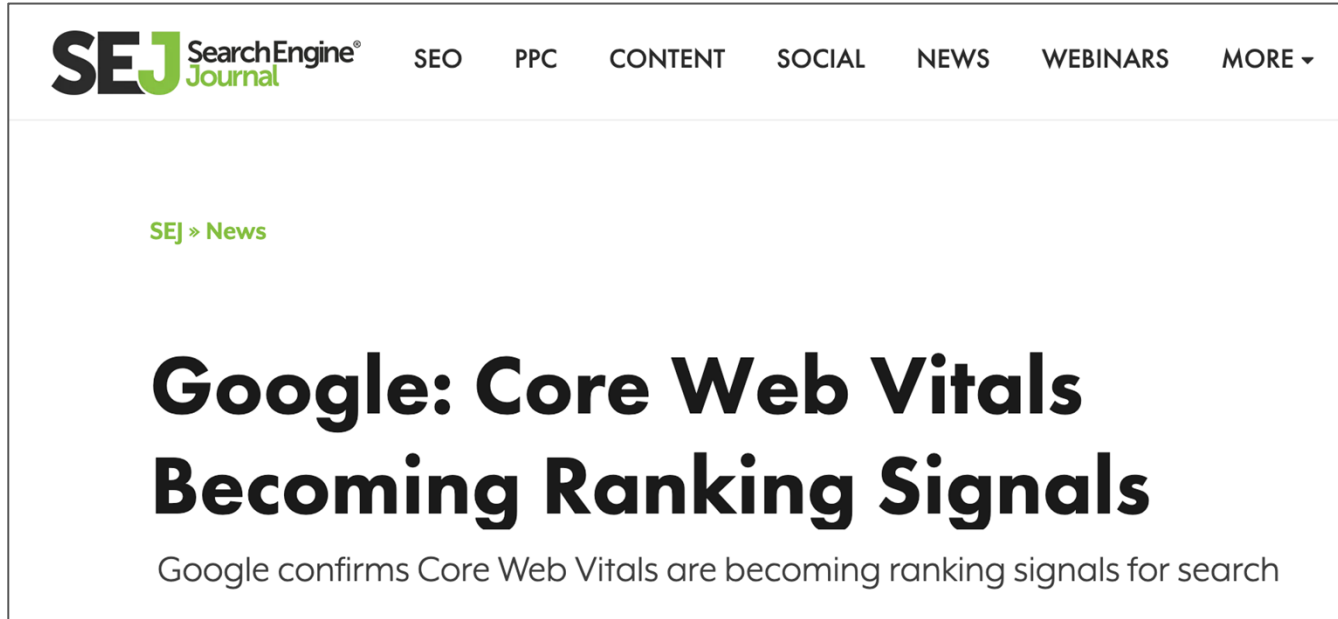 SEJ Search Engine® Journal SEO PPC CONTENT SOCIAL NEWS WEBINARS MORE
SEJ » News
Google: Core Web Vitals
Becoming Ranking Signals
Google confirms Core Web Vitals are becoming ranking signals for search